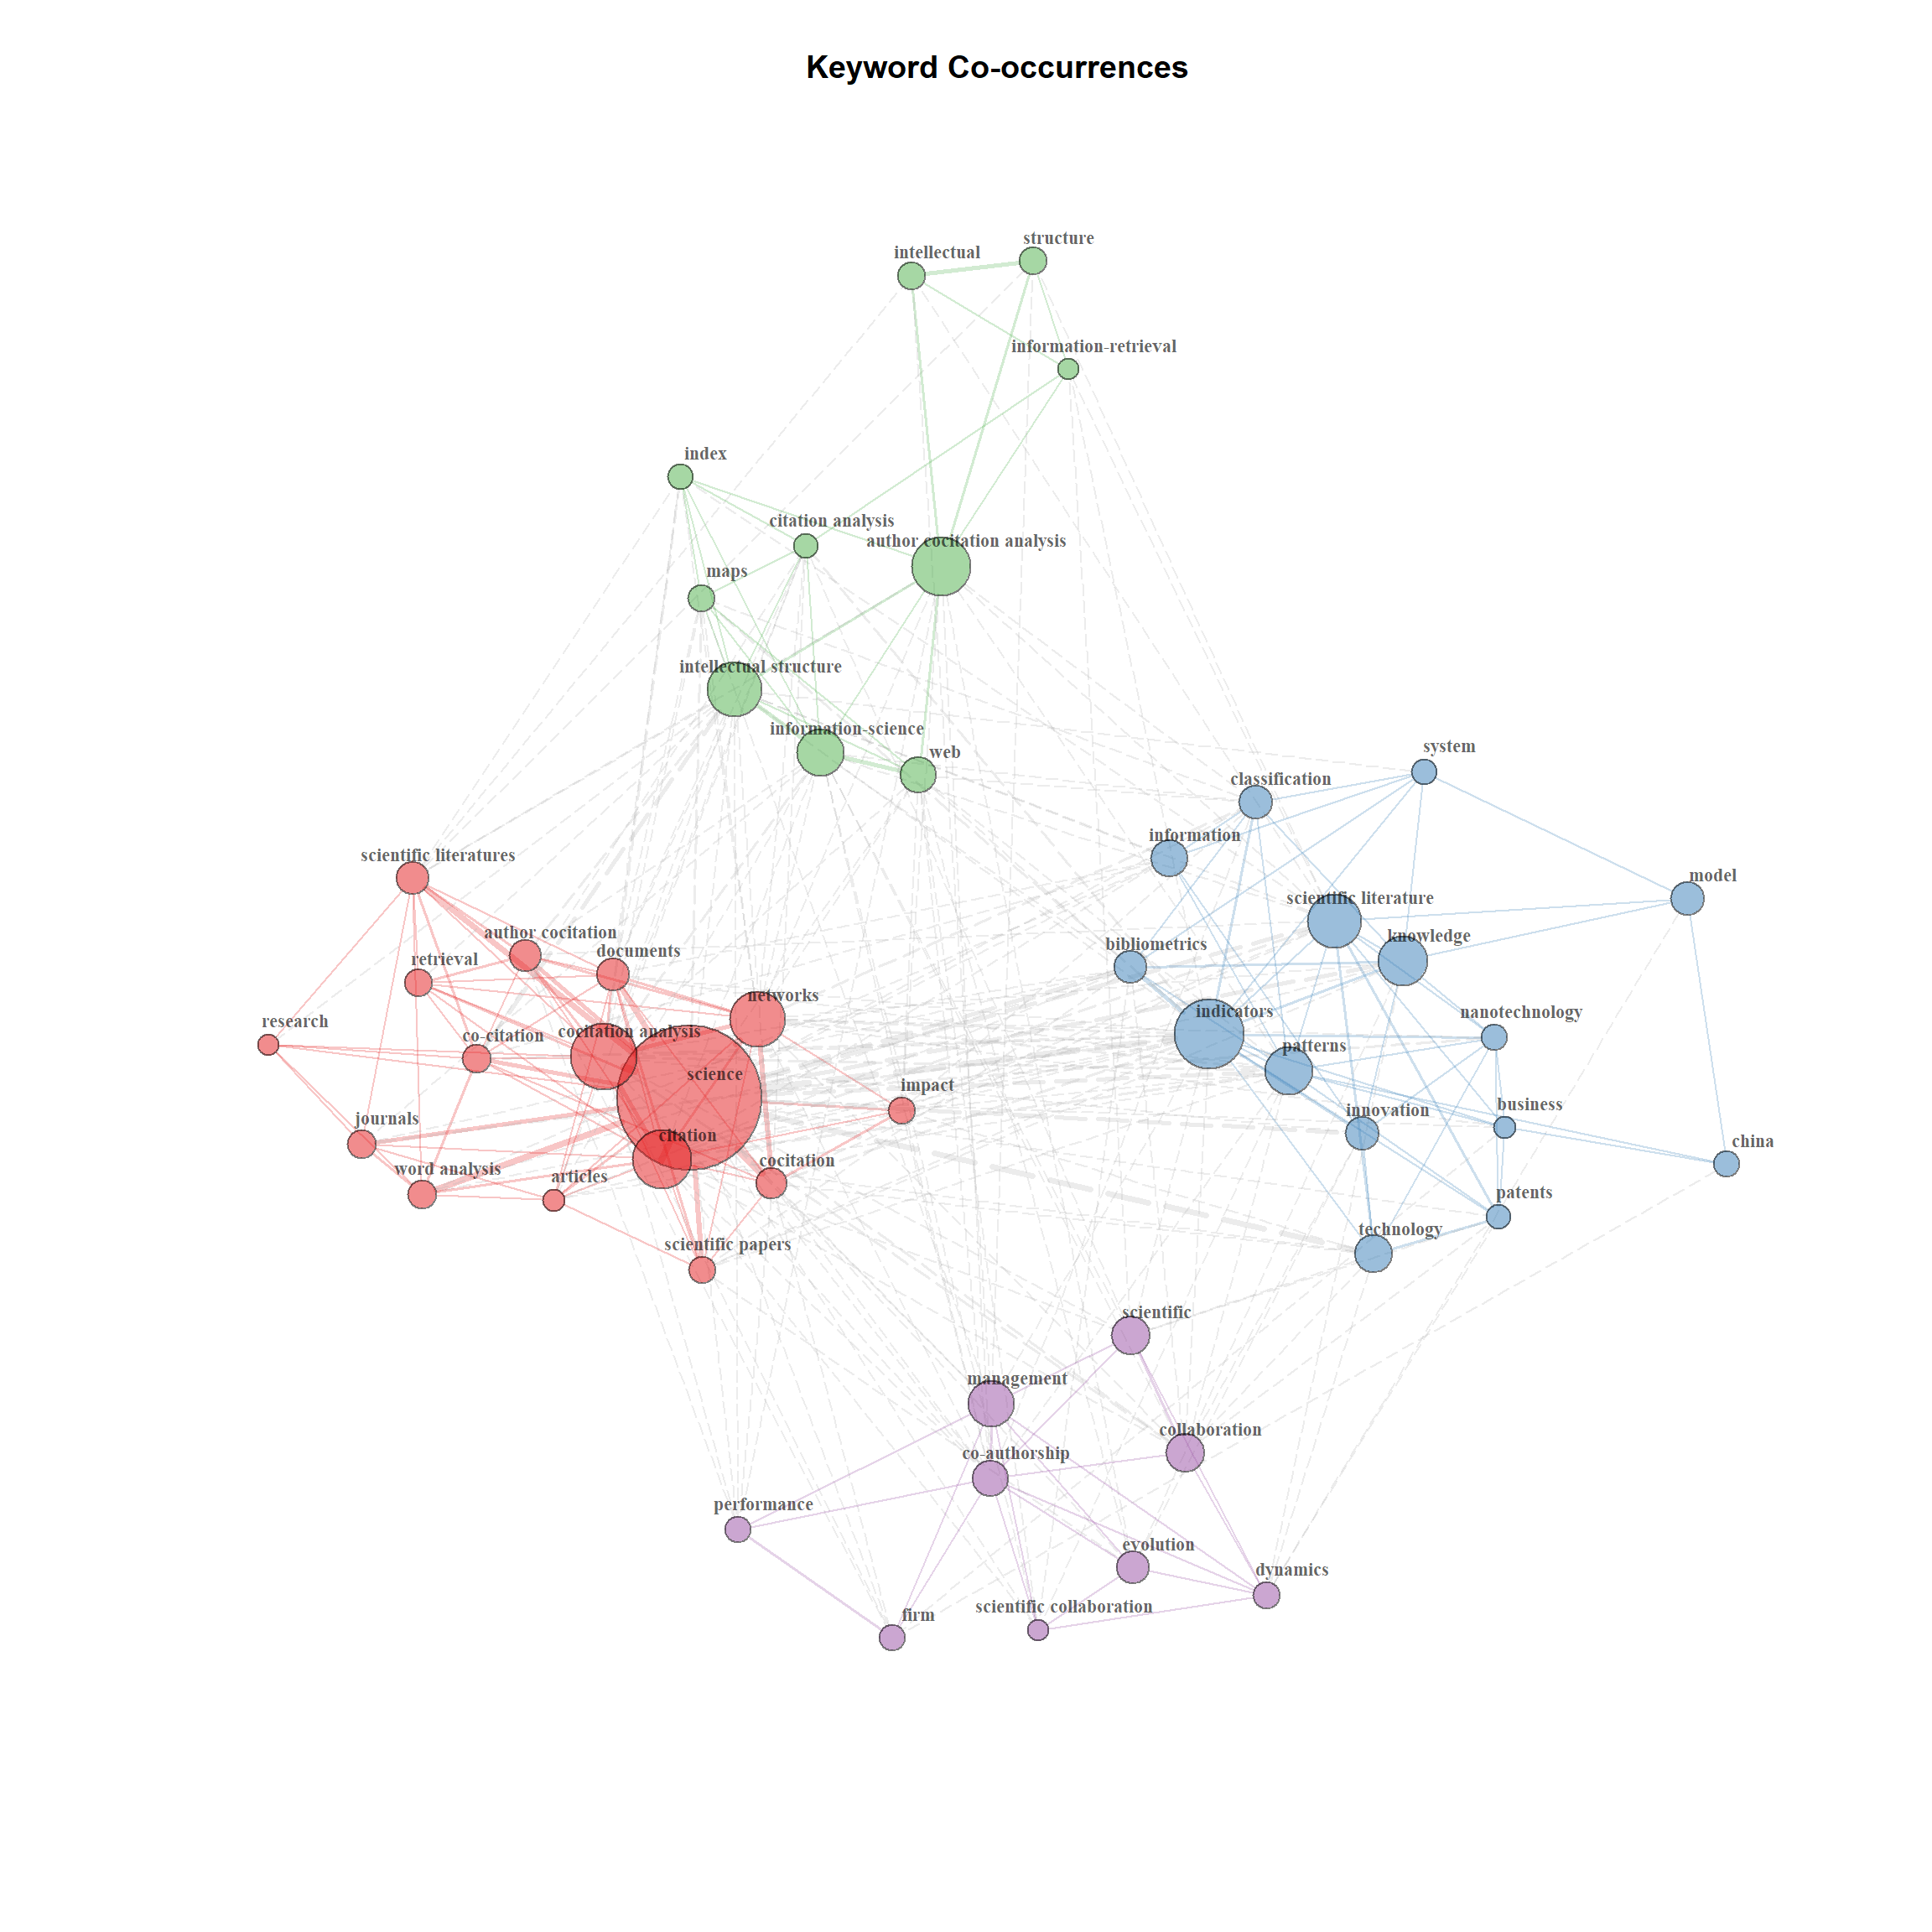 Keyword Co-occurrences
structure
intellectual
information-retrieval
index
citation analysis
author cocitation analysis
maps
intellectual structure
information-science
web
system
classification
information
scientific literatures
model
scientific literature
author cocitation
knowledge
bibliometrics
documents
retrieval
networks
indicators
nanotechnology
research
cocitation analysis
co-citation
patterns
science
impact
business
innovation
journals
citation
china
cocitation
word analysis
articles
patents
technology
scientific papers
scientific
management
collaboration
co-authorship
performance
evolution
dynamics
scientific collaboration
firm